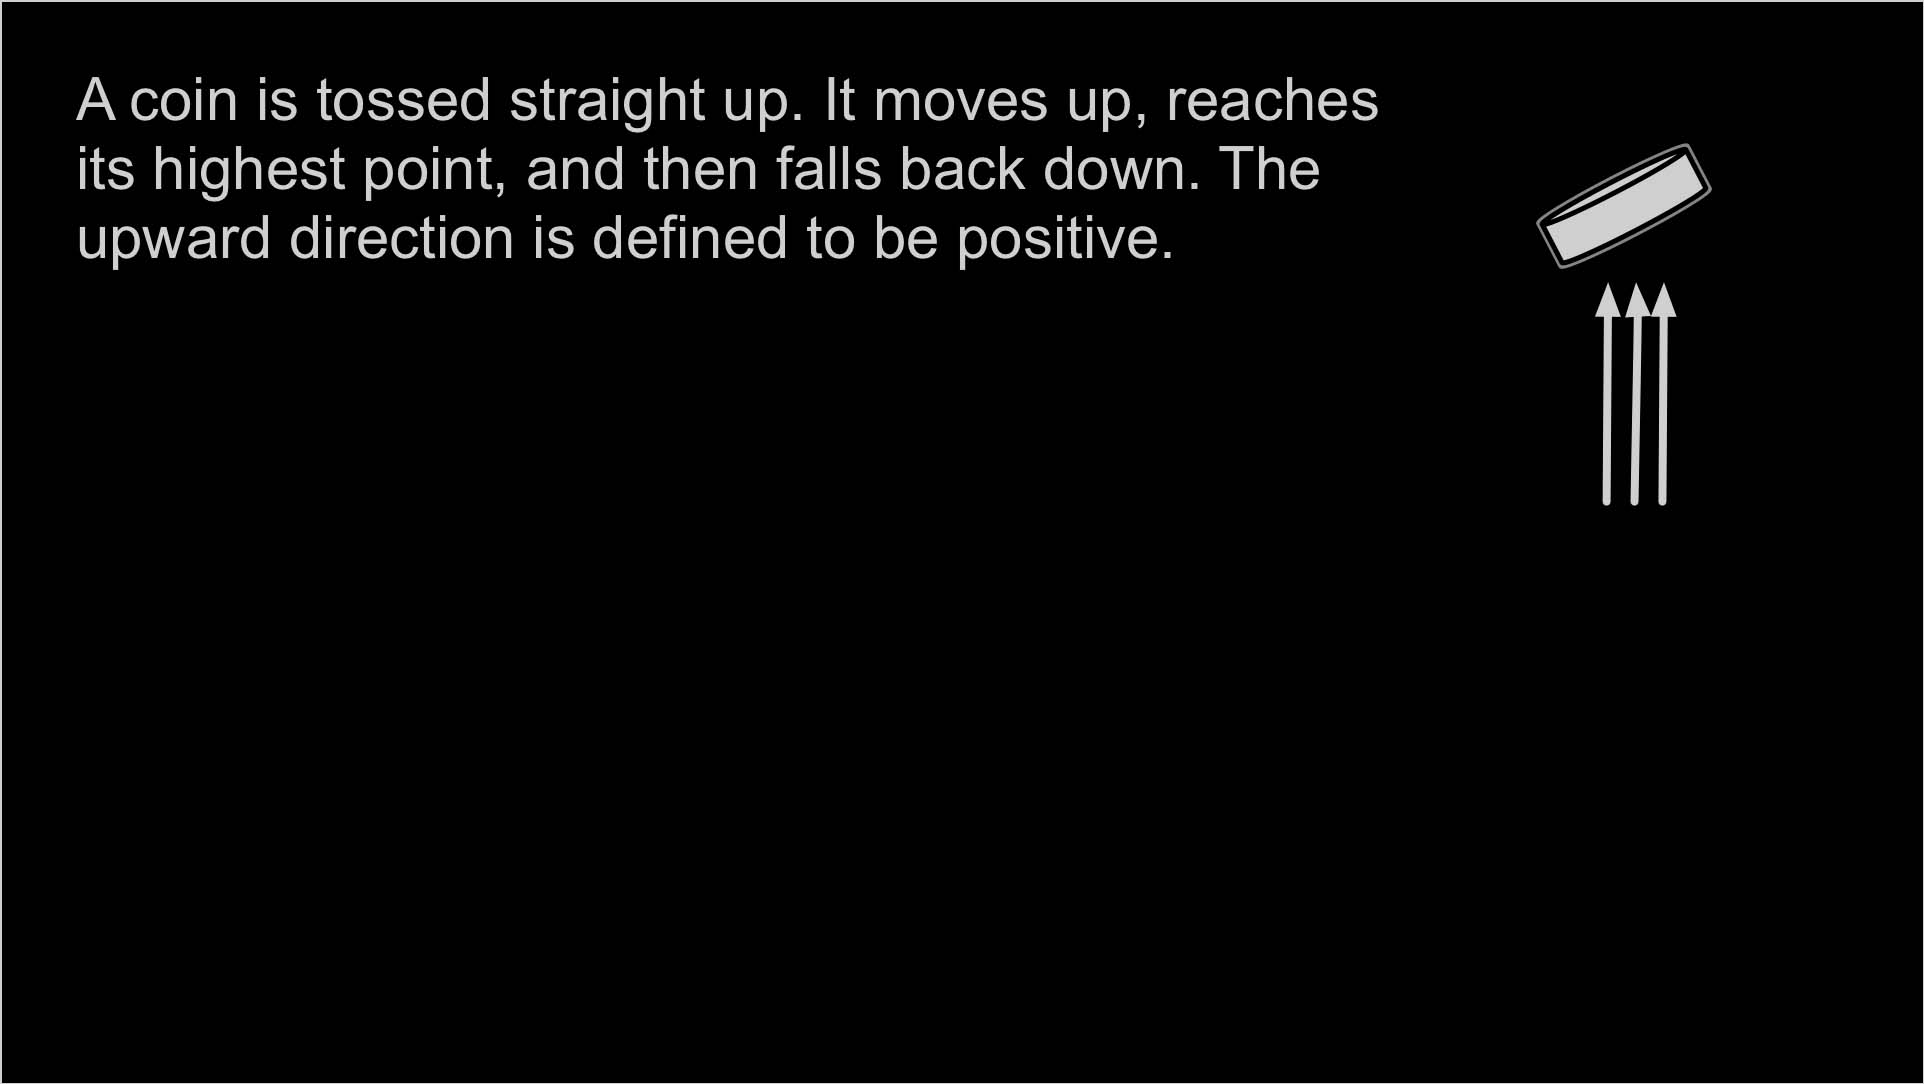 A coin is tossed straight up. It moves up, reaches
its highest point, and then falls back down. The
upward direction is defined to be positive.